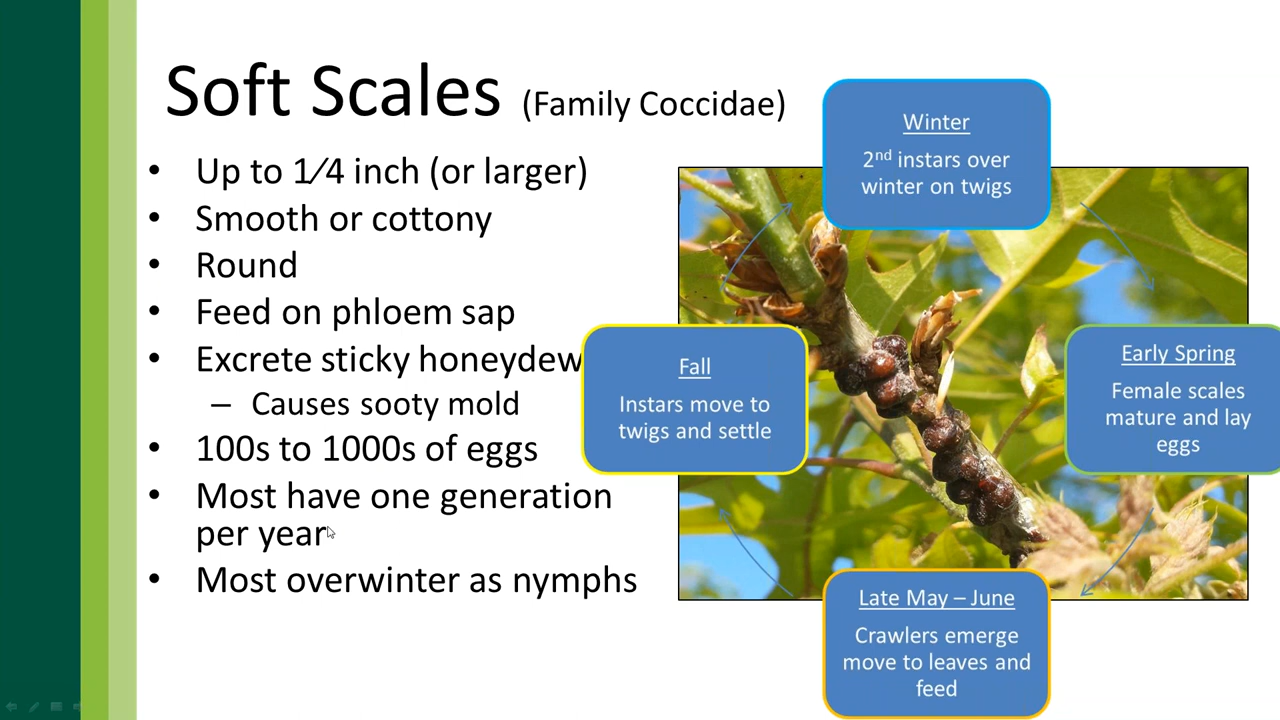 Soft Scales (Family Coccidae)
• Up to 1⁄4 inch (or larger)
• Smooth or cottony
• Round
• Feed on phloem sap
• Excrete sticky honeydew
– Causes sooty mold
• 100s to 1000s of eggs
• Most have one generation
per year
• Most overwinter as nymphs
Winter
2nd instars over
winter on twigs
Early Spring
Female scales
mature and lay
eggs
Late May – June
Crawlers emerge
move to leaves and
feed
Fall
Instars move to
twigs and settle